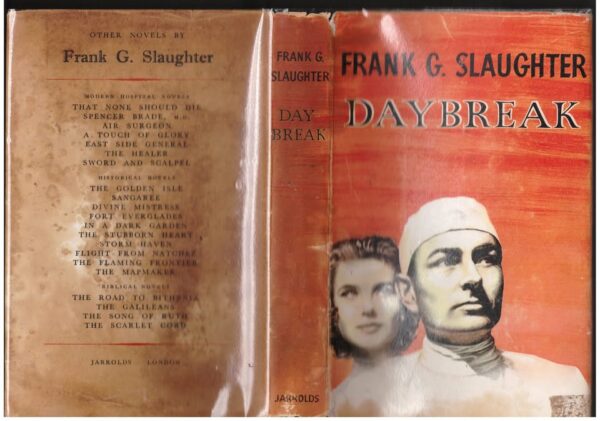 OTHER NOVELS BY
Frank G. Slaughter
MODERN HOSPITAL NOVELS
THAT NONE SHOULD DIE
SPENCER BRADE, M.D.
AIR SURGEON
A TOUCH OF GLORY
EAST SIDE GENERAL
THE HEALER
SWORD AND SCALPEL
HISTORICAL NOVELS
THE GOLDEN ISLE
SANGAREE
DIVINE MISTRESS
FORT EVERGLADES
IN A DARK GARDEN
THE STUBBORN HEART
STORM HAVEN
FLIGHT FROM NATCHEZ
THE FLAMING FRONTIER
THE MAPMAKER
BIBLICAL NOVELS
THE ROAD TO BITHYNIA
THE GALILEANS
THE SONG OF RUTH
THE SCARLET CORD
JARROLDS LONDON
FRANK G.
SLAUGHTER
DAY
BREAK
JARROLDS
FRANK G. SLAUGHTER
DAYBREAK